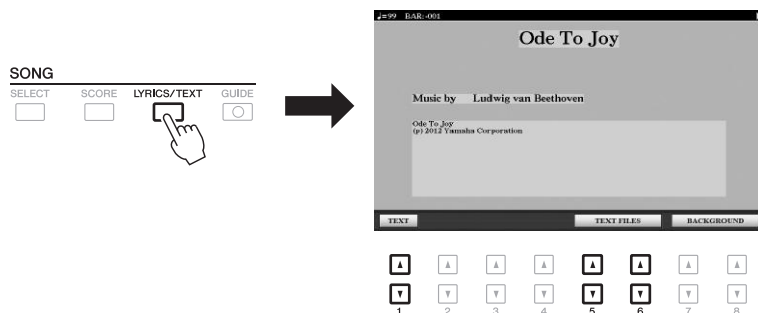 SONG
SELECT SCORE LYRICS/TEXT GUIDE
♩=99 BAR:-001
Ode To Joy
Music by Ludwig van Beethoven
Ode To Joy
(p) 2012 Yamaha Corporation
TEXT TEXT FILES BACKGROUND
1 2 3 4 5 6 7 8